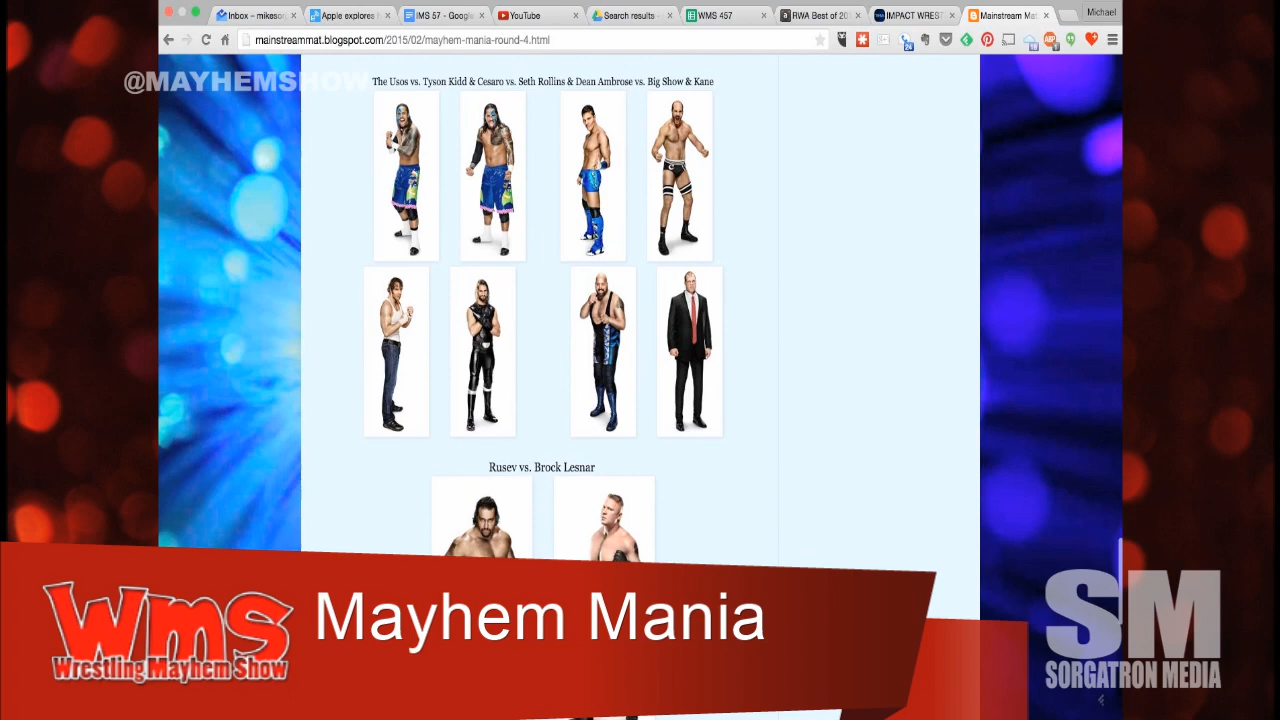 Inbox – mikesor
Apple explores
IMS 57 - Google
YouTube
Search results -
WMS 457
RWA Best of 201
IMPACT WREST
Mainstream Mat
Michael
mainstreammat.blogspot.com/2015/02/mayhem-mania-round-4.html
@MAYHEMSHOW
The Usos vs. Tyson Kidd & Cesaro vs. Seth Rollins & Dean Ambrose vs. Big Show & Kane
Rusev vs. Brock Lesnar
Wms
Wrestling Mayhem Show
Mayhem Mania
SM
SORGATRON MEDIA